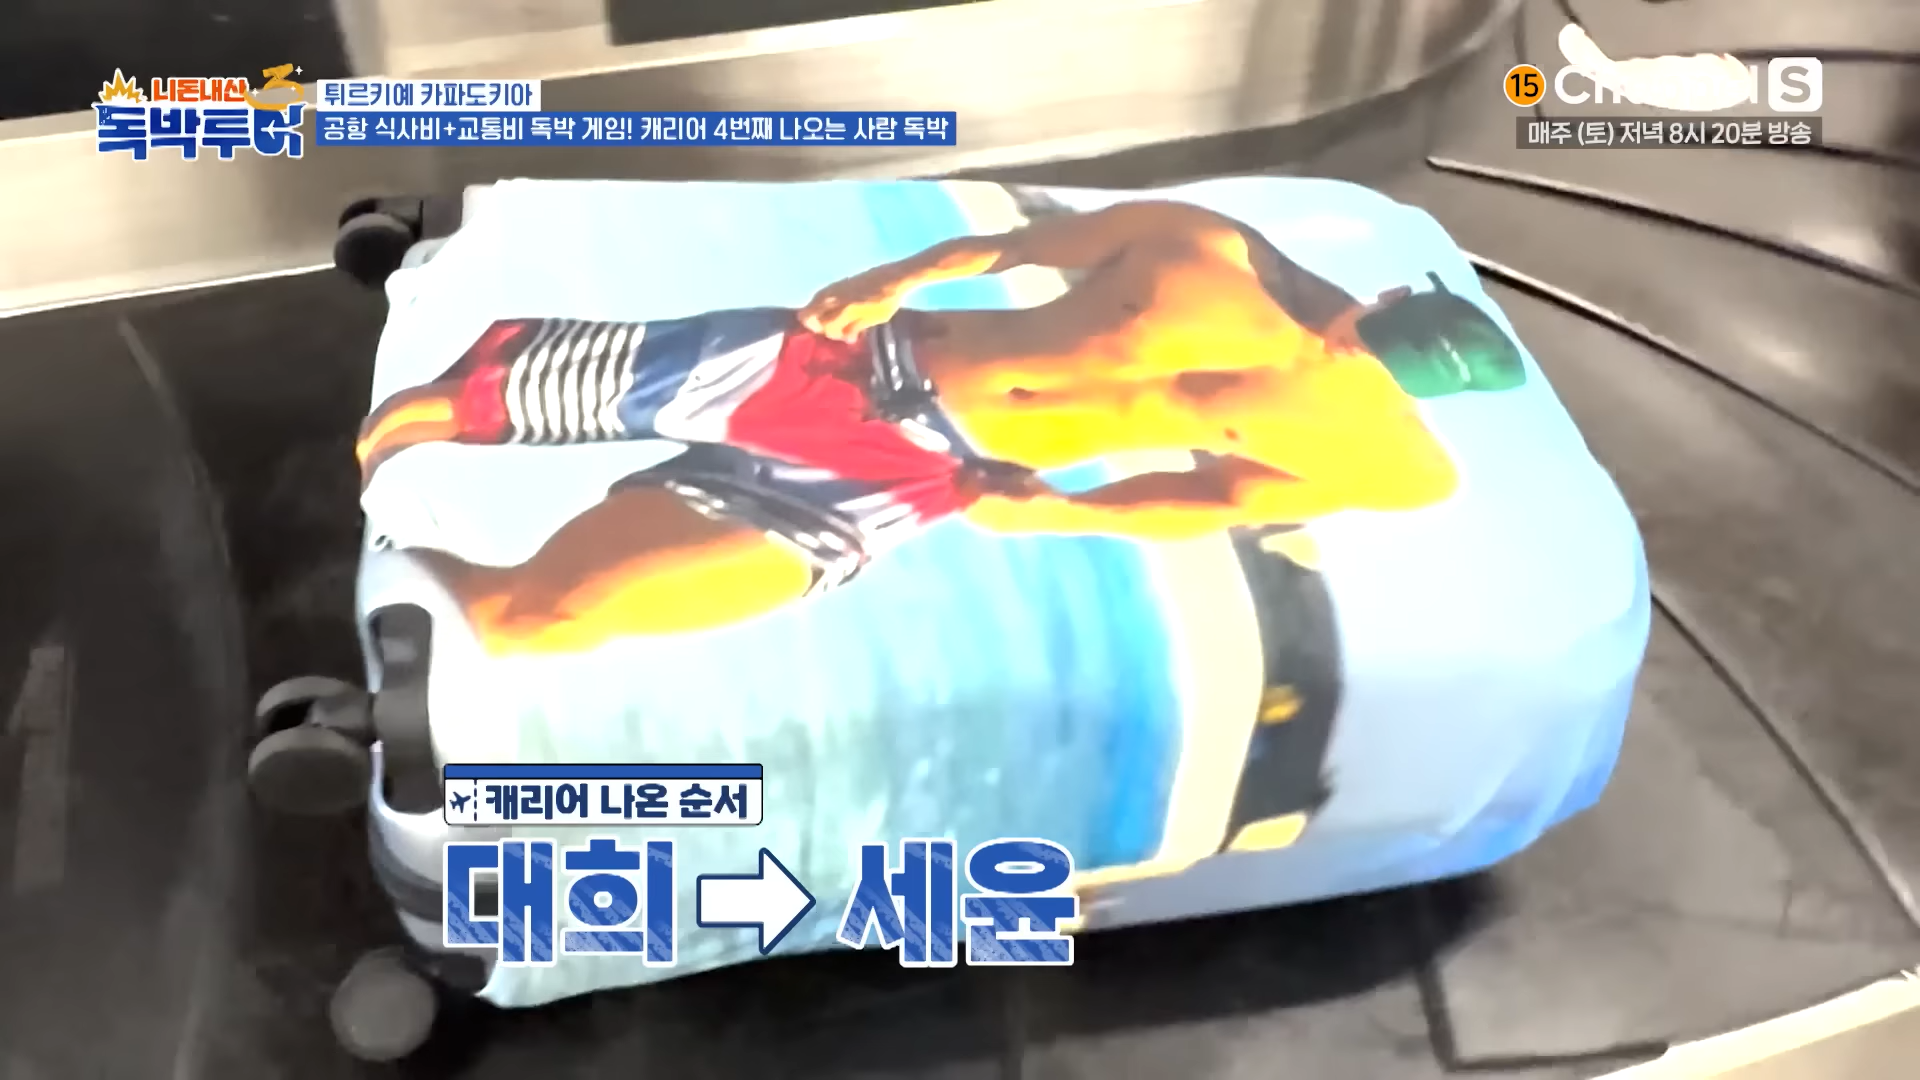 니돈내산
독박투어 3
튀르키예 카파도키아
공항 식사비+교통비 독박 게임! 캐리어 4번째 나오는 사람 독박
15
Channel S
매주 (토) 저녁 8시 20분 방송
캐리어 나온 순서
대희 → 세윤